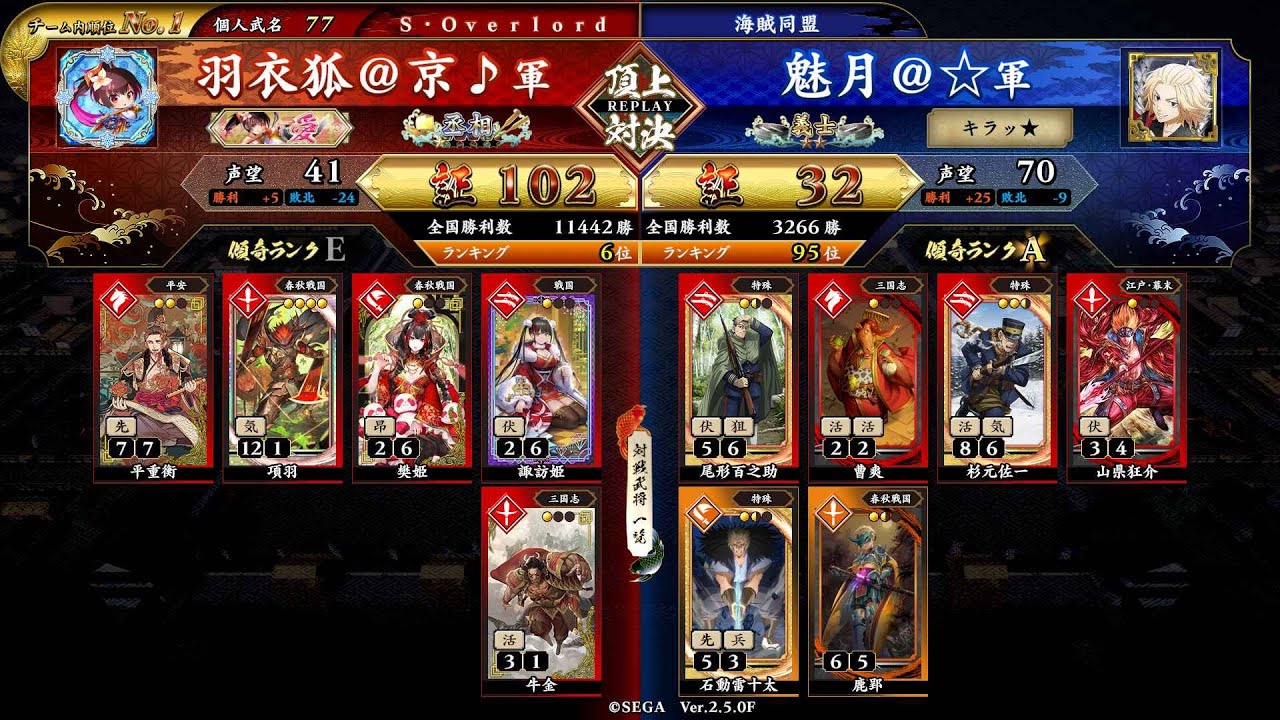 チーム内順位 No.1 個人武名 77 S・Overlord 海賊同盟
羽衣狐@京♪軍 頂上 REPLAY 対決 魅月@☆軍
愛 丞相 義士 キラッ★
声望 41 証 102 証 32 声望 70
勝利 +5 敗北 -24 勝利 +25 敗北 -9
全国勝利数 11442勝 全国勝利数 3266勝
傾奇ランクE ランキング 6位 ランキング 95位 傾奇ランクA
平安 春秋戦国 春秋戦国 戦国 特殊 三国志 特殊 江戸・幕末
先 気 昂 伏 伏 狙 活 活 活 気 伏
7 7 12 1 2 6 2 6 5 6 2 2 8 6 3 4
平重衡 項羽 樊姫 諏訪姫 尾形百之助 曹爽 杉元佐一 山県狂介
対戦武将一覧
三国志 特殊 春秋戦国
活 先 兵
3 1 5 3 6 5
牛金 石動雷十太 鹿郢
©SEGA Ver.2.5.0F